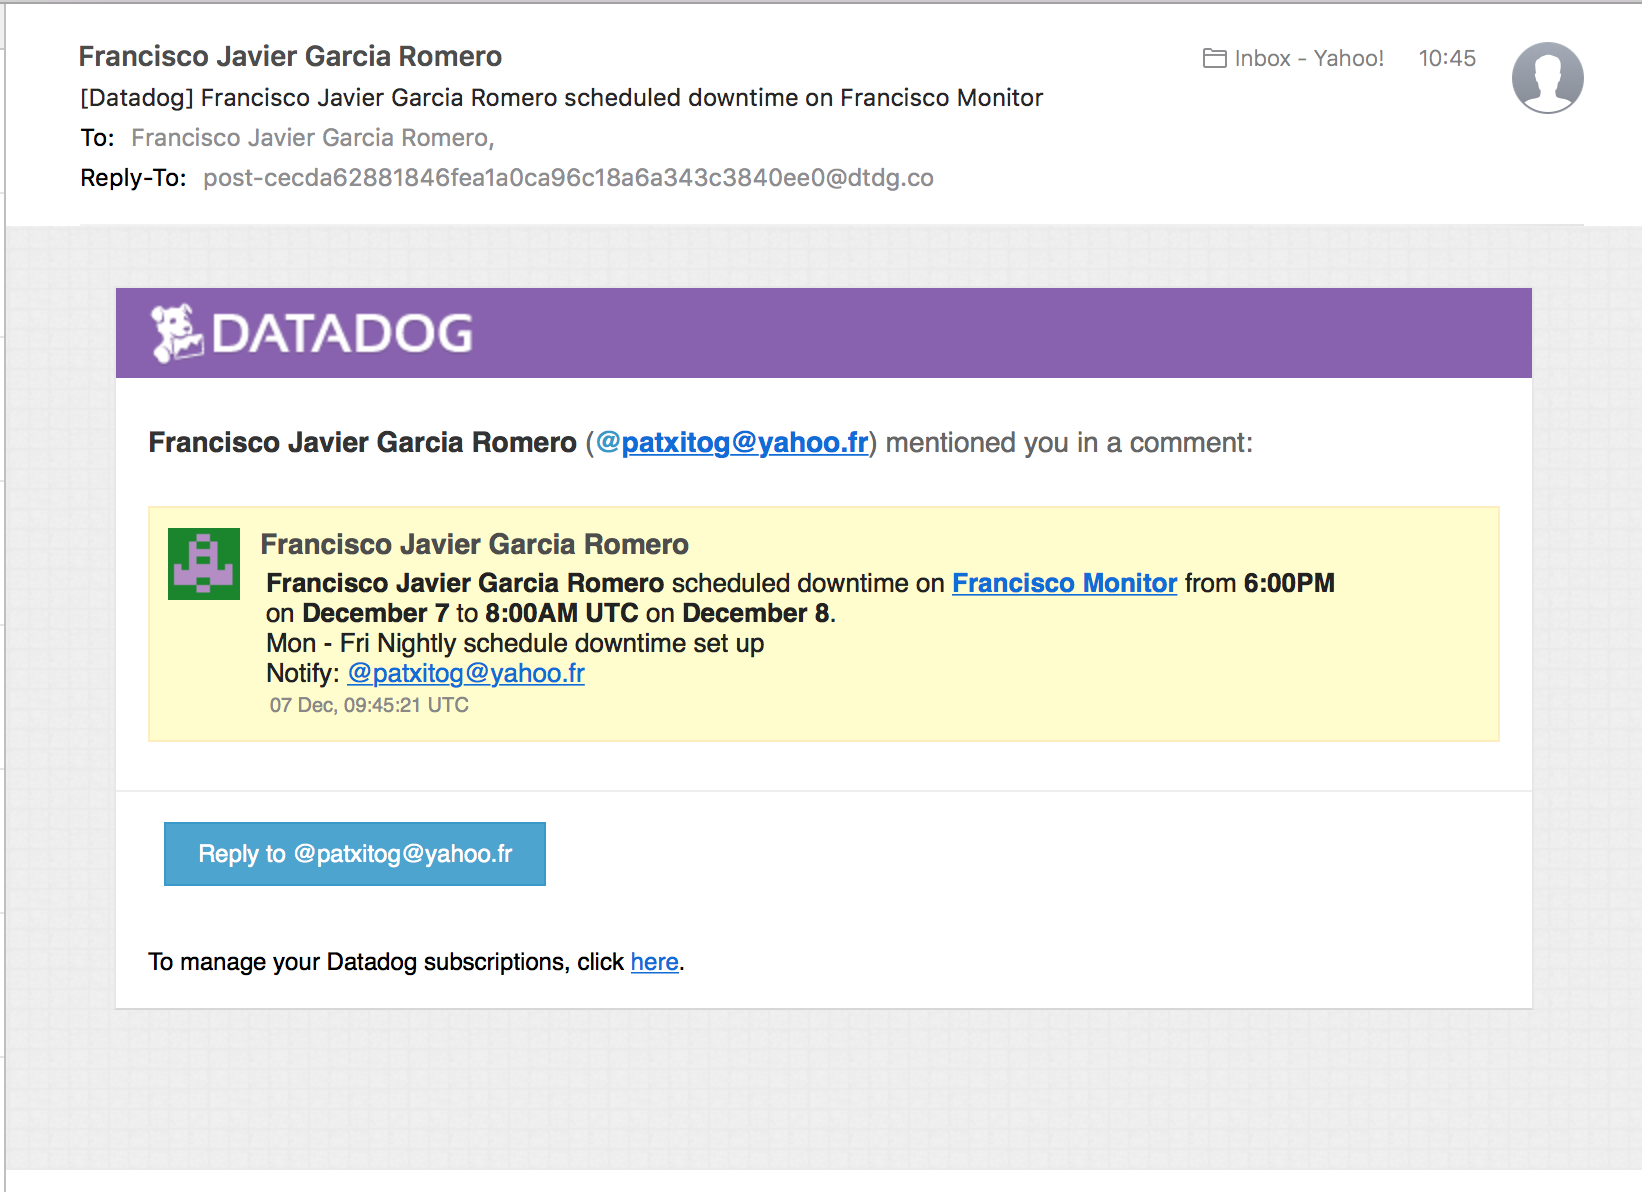 Francisco Javier Garcia Romero
Inbox - Yahoo! 10:45
[Datadog] Francisco Javier Garcia Romero scheduled downtime on Francisco Monitor
To: Francisco Javier Garcia Romero,
Reply-To: post-cecda62881846fea1a0ca96c18a6a343c3840ee0@dtdg.co
DATADOG
Francisco Javier Garcia Romero (@patxitog@yahoo.fr) mentioned you in a comment:
Francisco Javier Garcia Romero
Francisco Javier Garcia Romero scheduled downtime on Francisco Monitor from 6:00PM
on December 7 to 8:00AM UTC on December 8.
Mon - Fri Nightly schedule downtime set up
Notify: @patxitog@yahoo.fr
07 Dec, 09:45:21 UTC
Reply to @patxitog@yahoo.fr
To manage your Datadog subscriptions, click here.